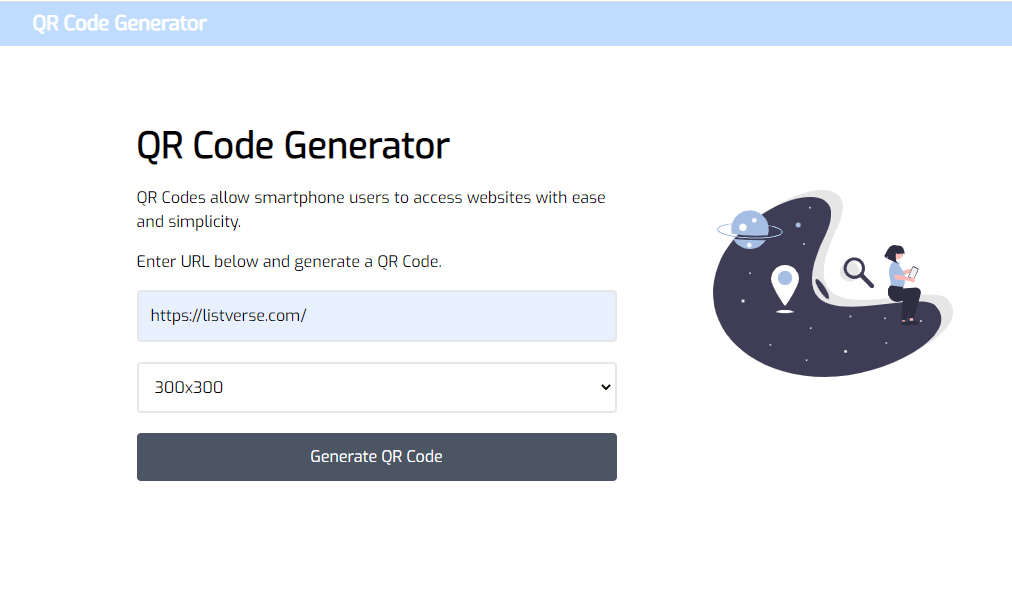 QR Code Generator
QR Code Generator
QR Codes allow smartphone users to access websites with ease
and simplicity.
Enter URL below and generate a QR Code.
https://listverse.com/
300x300
Generate QR Code